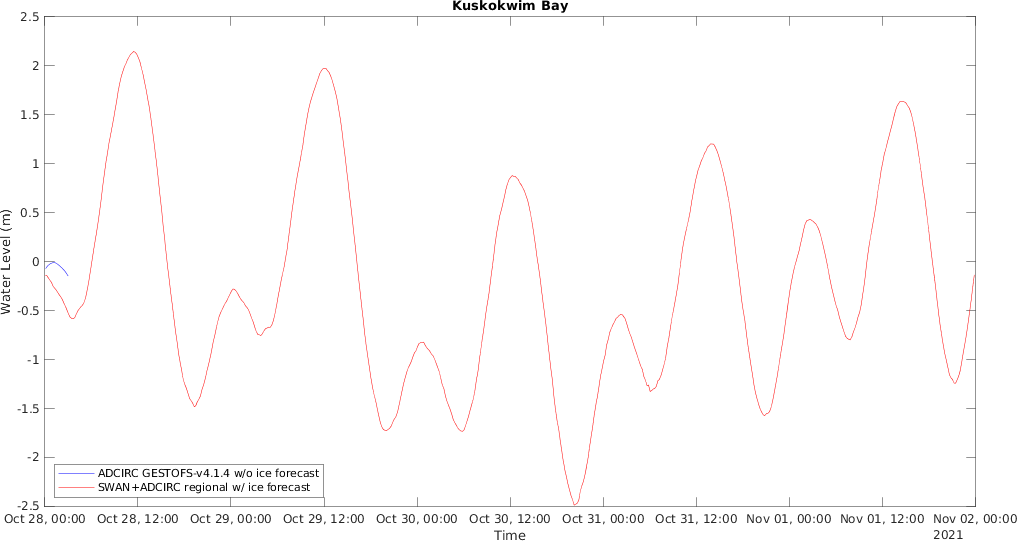 Kuskokwim Bay
2.5
2
1.5
1
0.5
0
-0.5
-1
-1.5
-2
-2.5
Water Level (m)
ADCIRC GESTOFS-v4.1.4 w/o ice forecast
SWAN+ADCIRC regional w/ ice forecast
Oct 28, 00:00 Oct 28, 12:00 Oct 29, 00:00 Oct 29, 12:00 Oct 30, 00:00 Oct 30, 12:00 Oct 31, 00:00 Oct 31, 12:00 Nov 01, 00:00 Nov 01, 12:00 Nov 02, 00:00
Time
2021